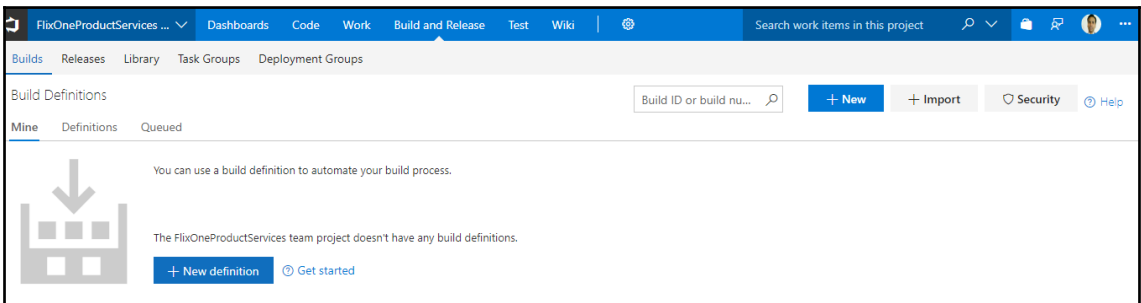 FlixOneProductServices ... Dashboards Code Work Build and Release Test Wiki Search work items in this project ...
Builds Releases Library Task Groups Deployment Groups
Build Definitions Build ID or build nu... + New + Import Security Help
Mine Definitions Queued
You can use a build definition to automate your build process.
The FlixOneProductServices team project doesn't have any build definitions.
+ New definition Get started